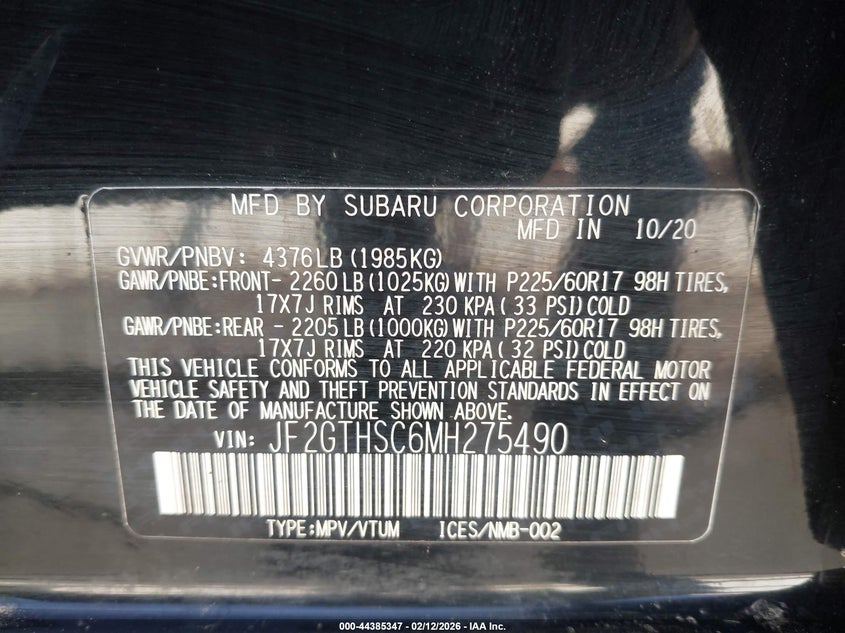 MFD BY SUBARU CORPORATION
MFD IN 10/20
GVWR/PNBV: 4376LB (1985KG)
GAWR/PNBE:FRONT- 2260 LB (1025KG) WITH P225/60R17 98H TIRES,
17X7J RIMS AT 230 KPA ( 33 PSI) COLD
GAWR/PNBE:REAR - 2205 LB (1000KG) WITH P225/60R17 98H TIRES,
17X7J RIMS AT 220 KPA ( 32 PSI) COLD
THIS VEHICLE CONFORMS TO ALL APPLICABLE FEDERAL MOTOR
VEHICLE SAFETY AND THEFT PREVENTION STANDARDS IN EFFECT ON
THE DATE OF MANUFACTURE SHOWN ABOVE.
VIN: JF2GTHSC6MH275490
TYPE:MPV/VTUM ICES/NMB-002
000-44385347 - 02/12/2026 - IAA Inc.